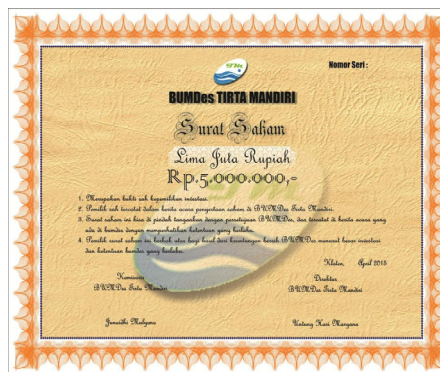 Nomor Seri :
BUMDes TIRTA MANDIRI
Surat Saham
Lima Juta Rupiah
Rp.5.000.000,-
1. Merupakan bukti sah kepemilikan investasi.
2. Pemilik sah tercatat dalam berita acara penyertaan saham di BUMDes Tirta Mandiri.
3. Surat saham ini bisa di pindah tangankan dengan persetujuan BUMDes, dan tercatat di berita acara yang
ada di bumdes dengan memperhatikan ketentuan yang berlaku.
4. Pemilik surat saham ini berhak atas bagi hasil dari keuntungan bersih BUMDes menurut besar investasi
dan ketentuan bumdes yang berlaku.
Klaten, April 2015
Komisaris
BUMDes Tirta Mandiri
Direktur
BUMDes Tirta Mandiri
Junaedhi Mulyono
Untung Hari Margono